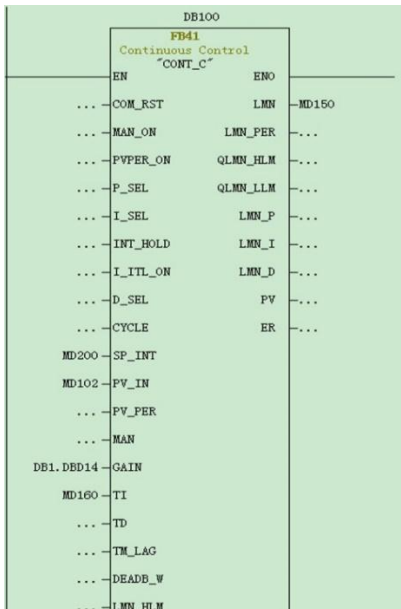 DB100
FB41
Continuous Control
"CONT_C"
EN ENO
... COM_RST LMN MD150
... MAN_ON LMN_PER ...
... PVPER_ON QLMN_HLM ...
... P_SEL QLMN_LLM ...
... I_SEL LMN_P ...
... INT_HOLD LMN_I ...
... I_ITL_ON LMN_D ...
... D_SEL PV ...
... CYCLE ER ...
MD200 SP_INT
MD102 PV_IN
... PV_PER
... MAN
DB1.DBD14 GAIN
MD160 TI
... TD
... TM_LAG
... DEADB_W
... LMN_HLM